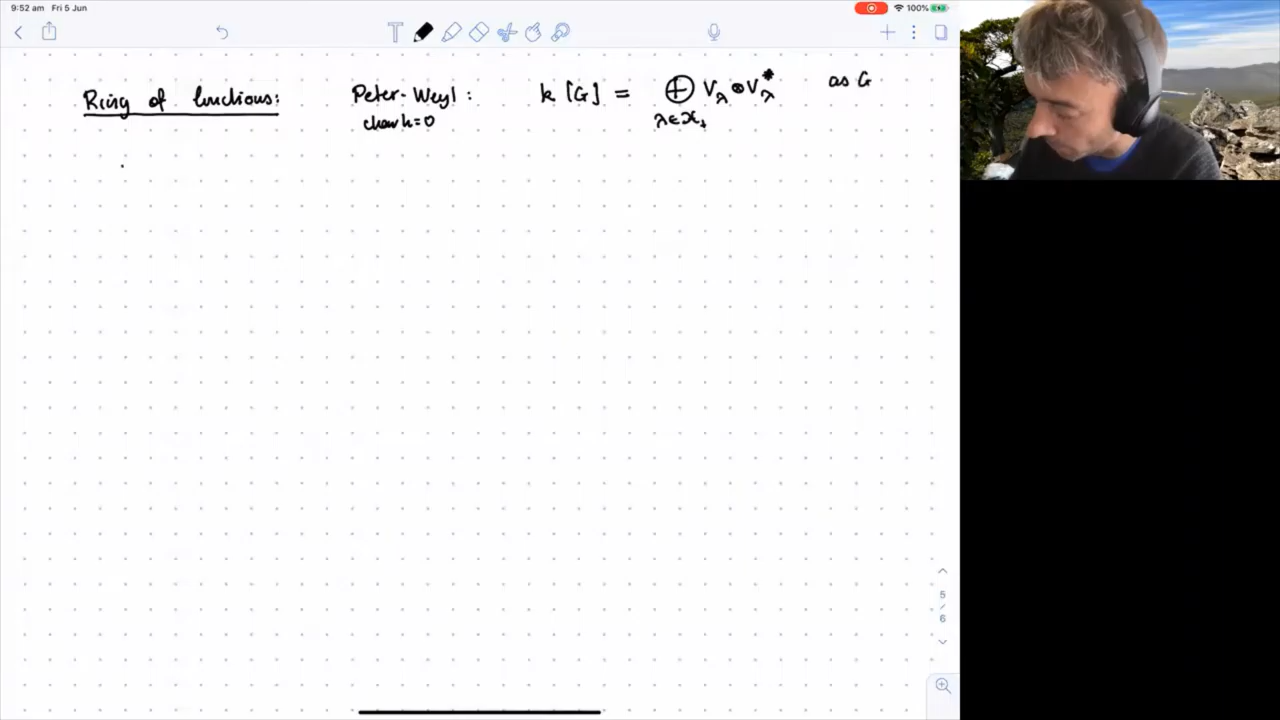 9:52 am Fri 5 Jun
100%
Ring of functions: Peter-Weyl: k[G] = ⊕ V_λ ⊗ V_λ^* as G
char k = 0 λ ∈ X_+
5
/
6